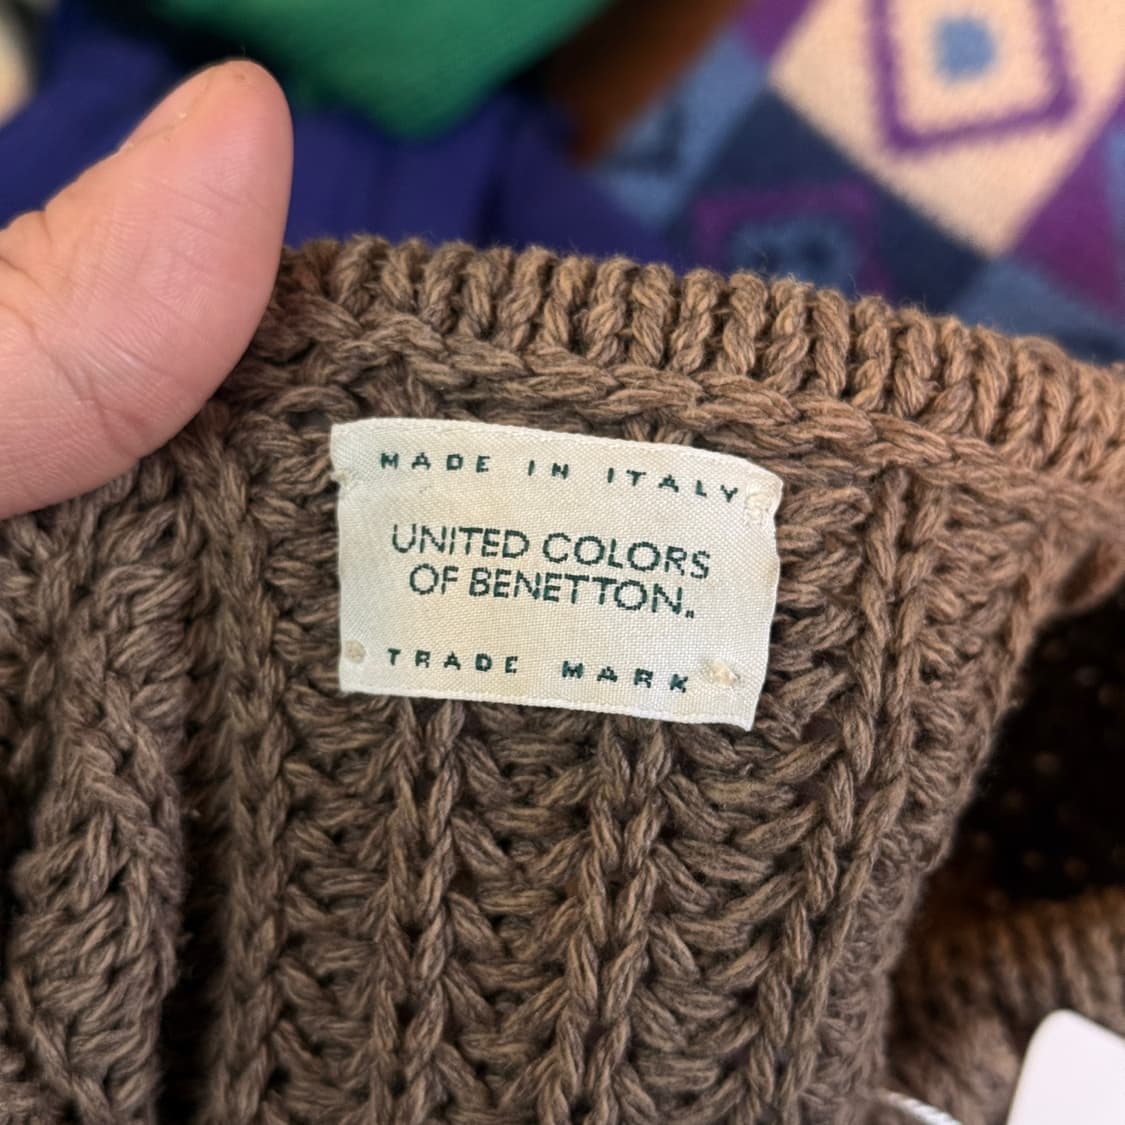 MADE IN ITALY
UNITED COLORS
OF BENETTON.
TRADE MARK